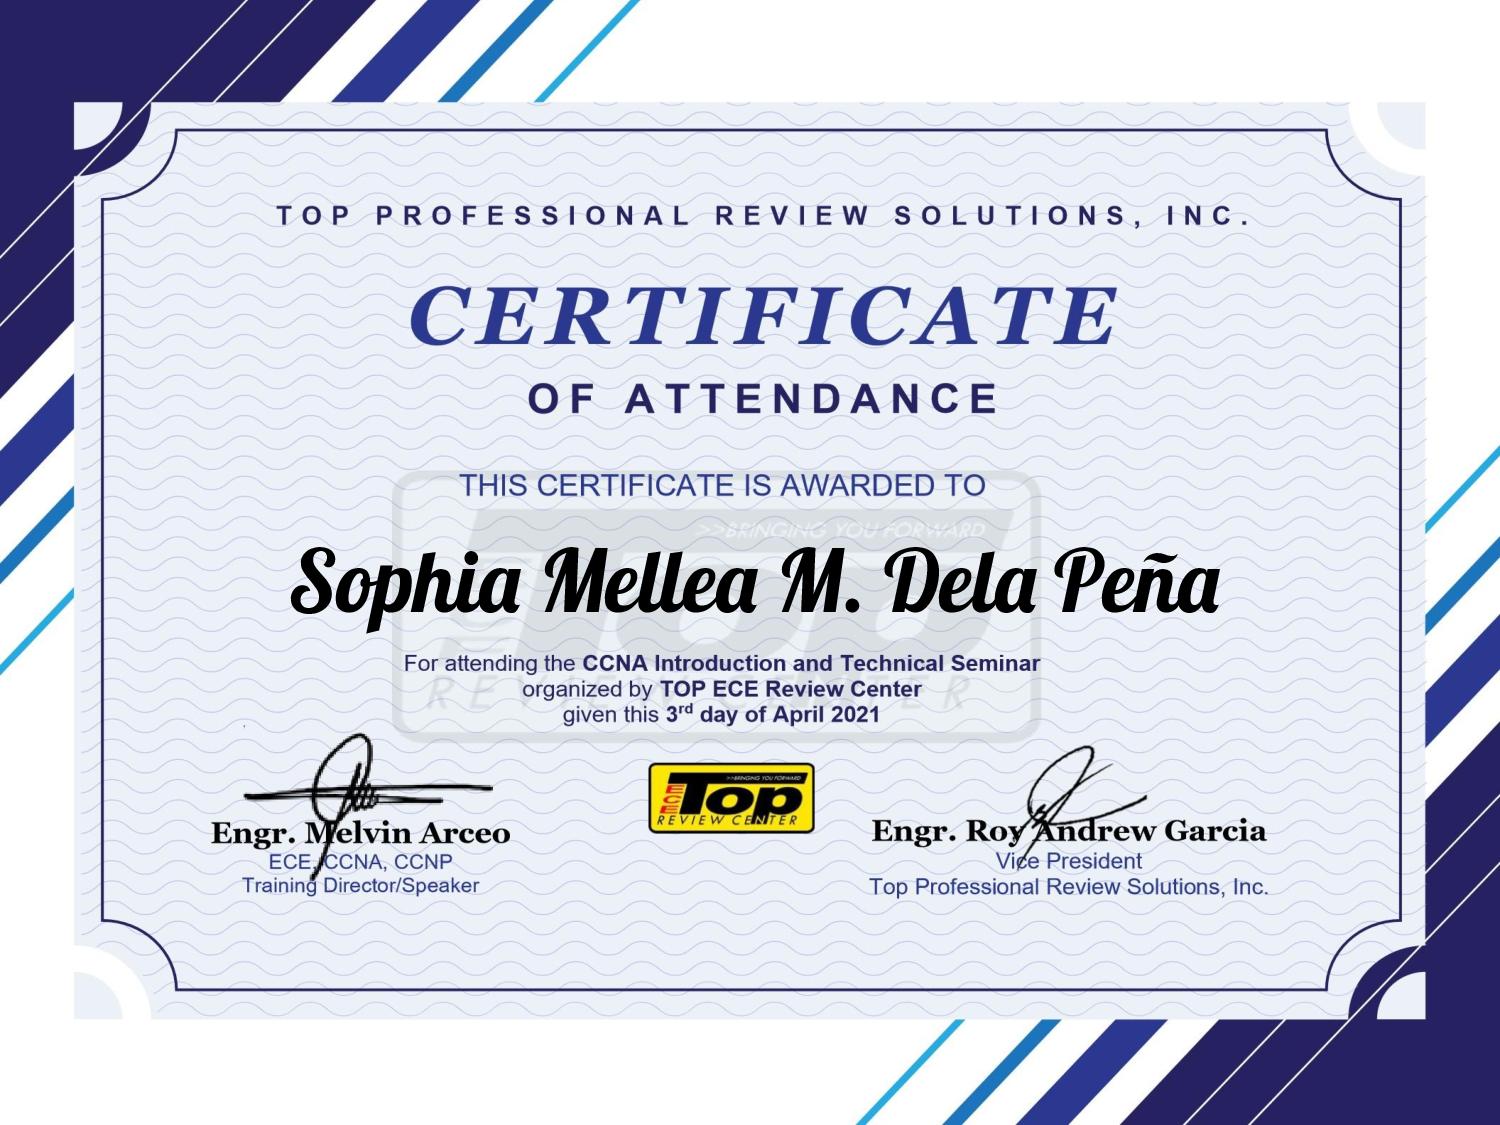 TOP PROFESSIONAL REVIEW SOLUTIONS, INC.
CERTIFICATE
OF ATTENDANCE
THIS CERTIFICATE IS AWARDED TO
>>BRINGING YOU FORWARD
TOP
REVIEW CENTER
Sophia Mellea M. Dela Peña
For attending the CCNA Introduction and Technical Seminar
organized by TOP ECE Review Center
given this 3rd day of April 2021
Engr. Melvin Arceo
ECE, CCNA, CCNP
Training Director/Speaker
>>BRINGING YOU FORWARD
ECE
Top
REVIEW CENTER
Engr. Roy Andrew Garcia
Vice President
Top Professional Review Solutions, Inc.